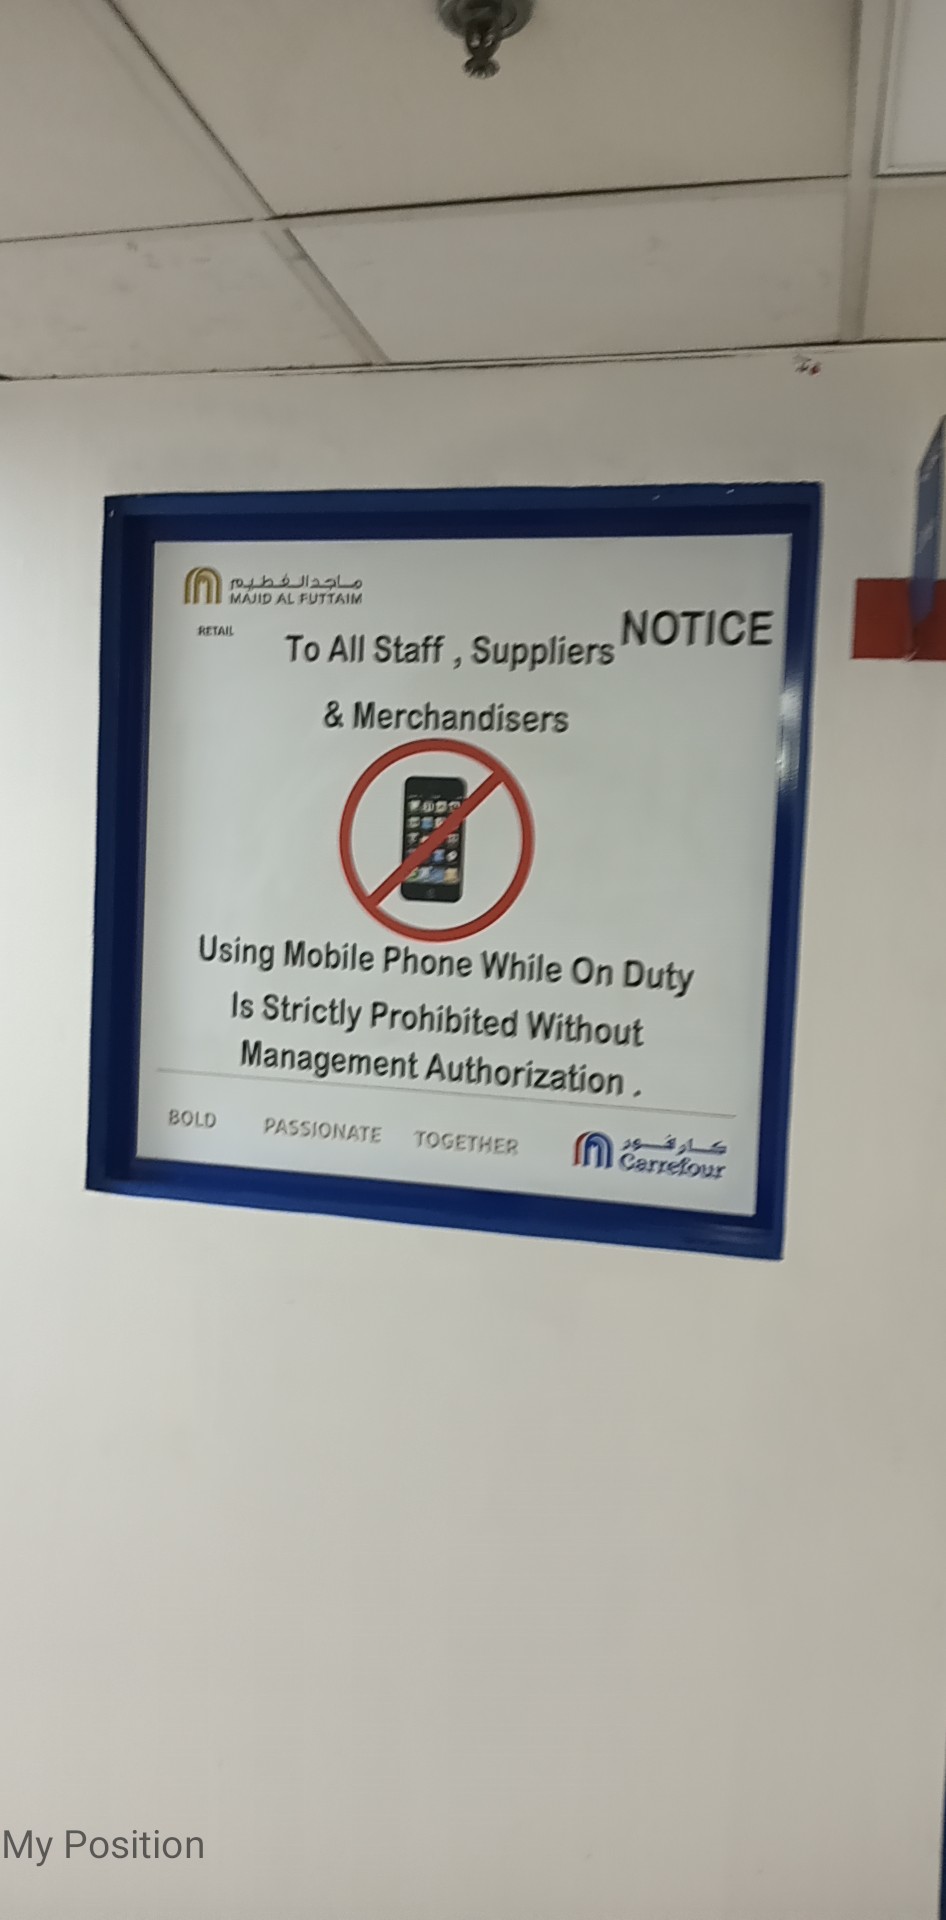 ماجد الفطيم
MAJID AL FUTTAIM
RETAIL
NOTICE
To All Staff , Suppliers
& Merchandisers
Using Mobile Phone While On Duty
Is Strictly Prohibited Without
Management Authorization .
BOLD PASSIONATE TOGETHER
كارفور
Carrefour
My Position